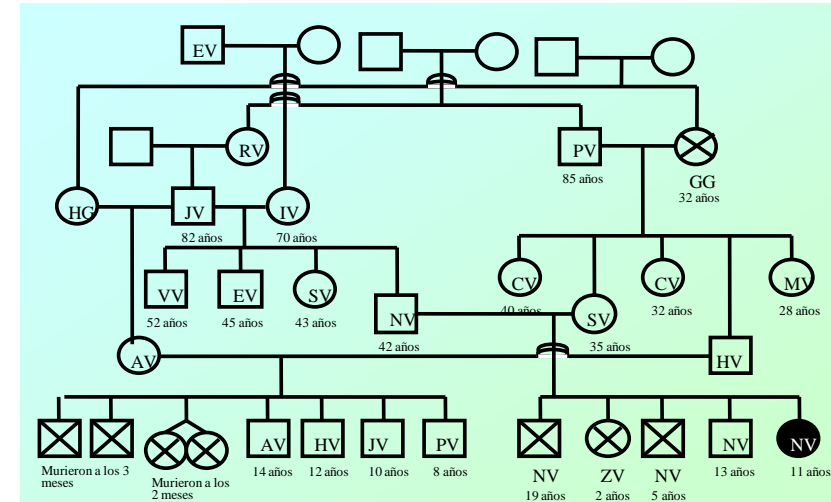 EV
RV
PV
85 años
GG
32 años
HG
JV
IV
82 años
70 años
VV
EV
SV
NV
52 años
45 años
43 años
42 años
CV
SV
CV
MV
40 años
35 años
32 años
28 años
AV
HV
Murieron a los 3
meses
Murieron a los
2 meses
AV
HV
JV
PV
14 años
12 años
10 años
8 años
NV
ZV
NV
NV
NV
19 años
2 años
5 años
13 años
11 años